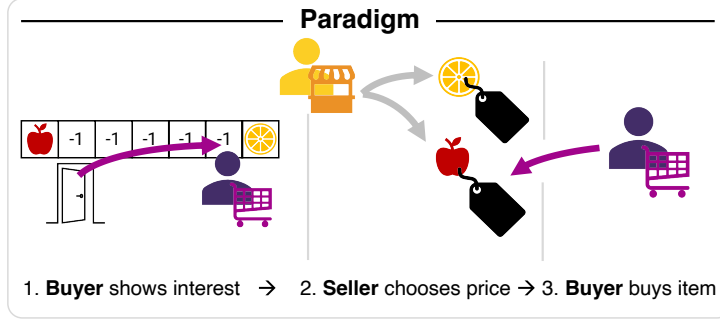 Paradigm
-1 -1 -1 -1 -1
1. Buyer shows interest → 2. Seller chooses price → 3. Buyer buys item